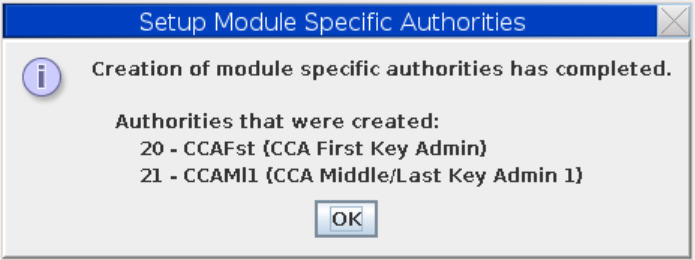 Setup Module Specific Authorities
Creation of module specific authorities has completed.
Authorities that were created:
20 - CCAFst (CCA First Key Admin)
21 - CCAMl1 (CCA Middle/Last Key Admin 1)
OK